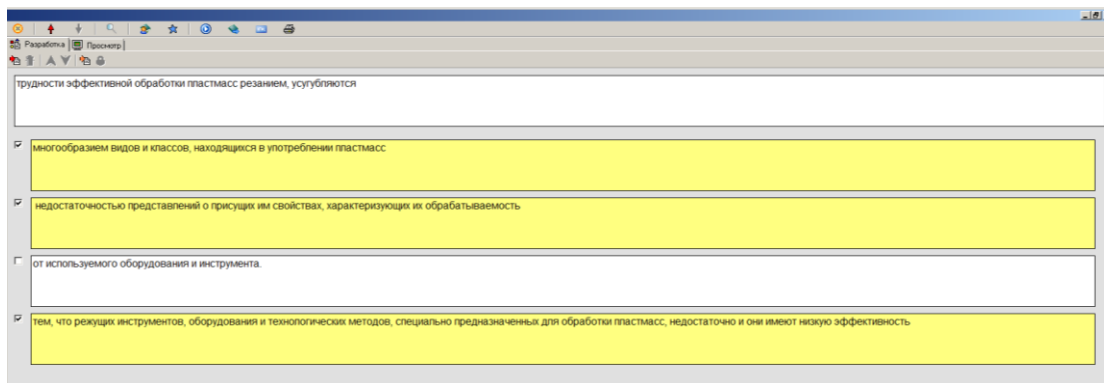 Разработка Просмотр
трудности эффективной обработки пластмасс резанием, усугубляются
многообразием видов и классов, находящихся в употреблении пластмасс
недостаточностью представлений о присущих им свойствах, характеризующих их обрабатываемость
от используемого оборудования и инструмента.
тем, что режущих инструментов, оборудования и технологических методов, специально предназначенных для обработки пластмасс, недостаточно и они имеют низкую эффективность